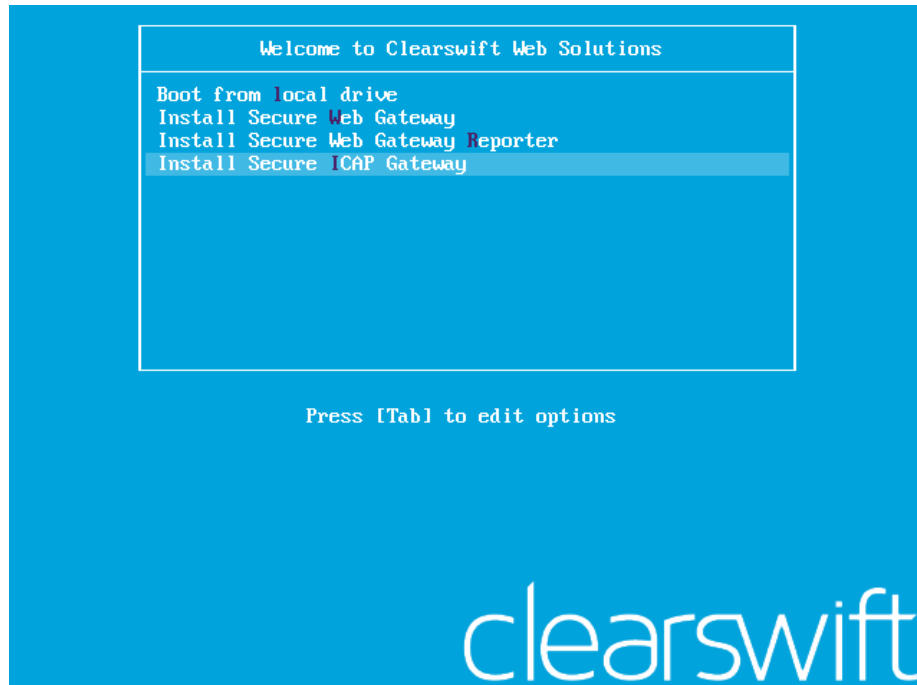 Welcome to Clearswift Web Solutions
Boot from local drive
Install Secure Web Gateway
Install Secure Web Gateway Reporter
Install Secure ICAP Gateway
Press [Tab] to edit options
clearswift